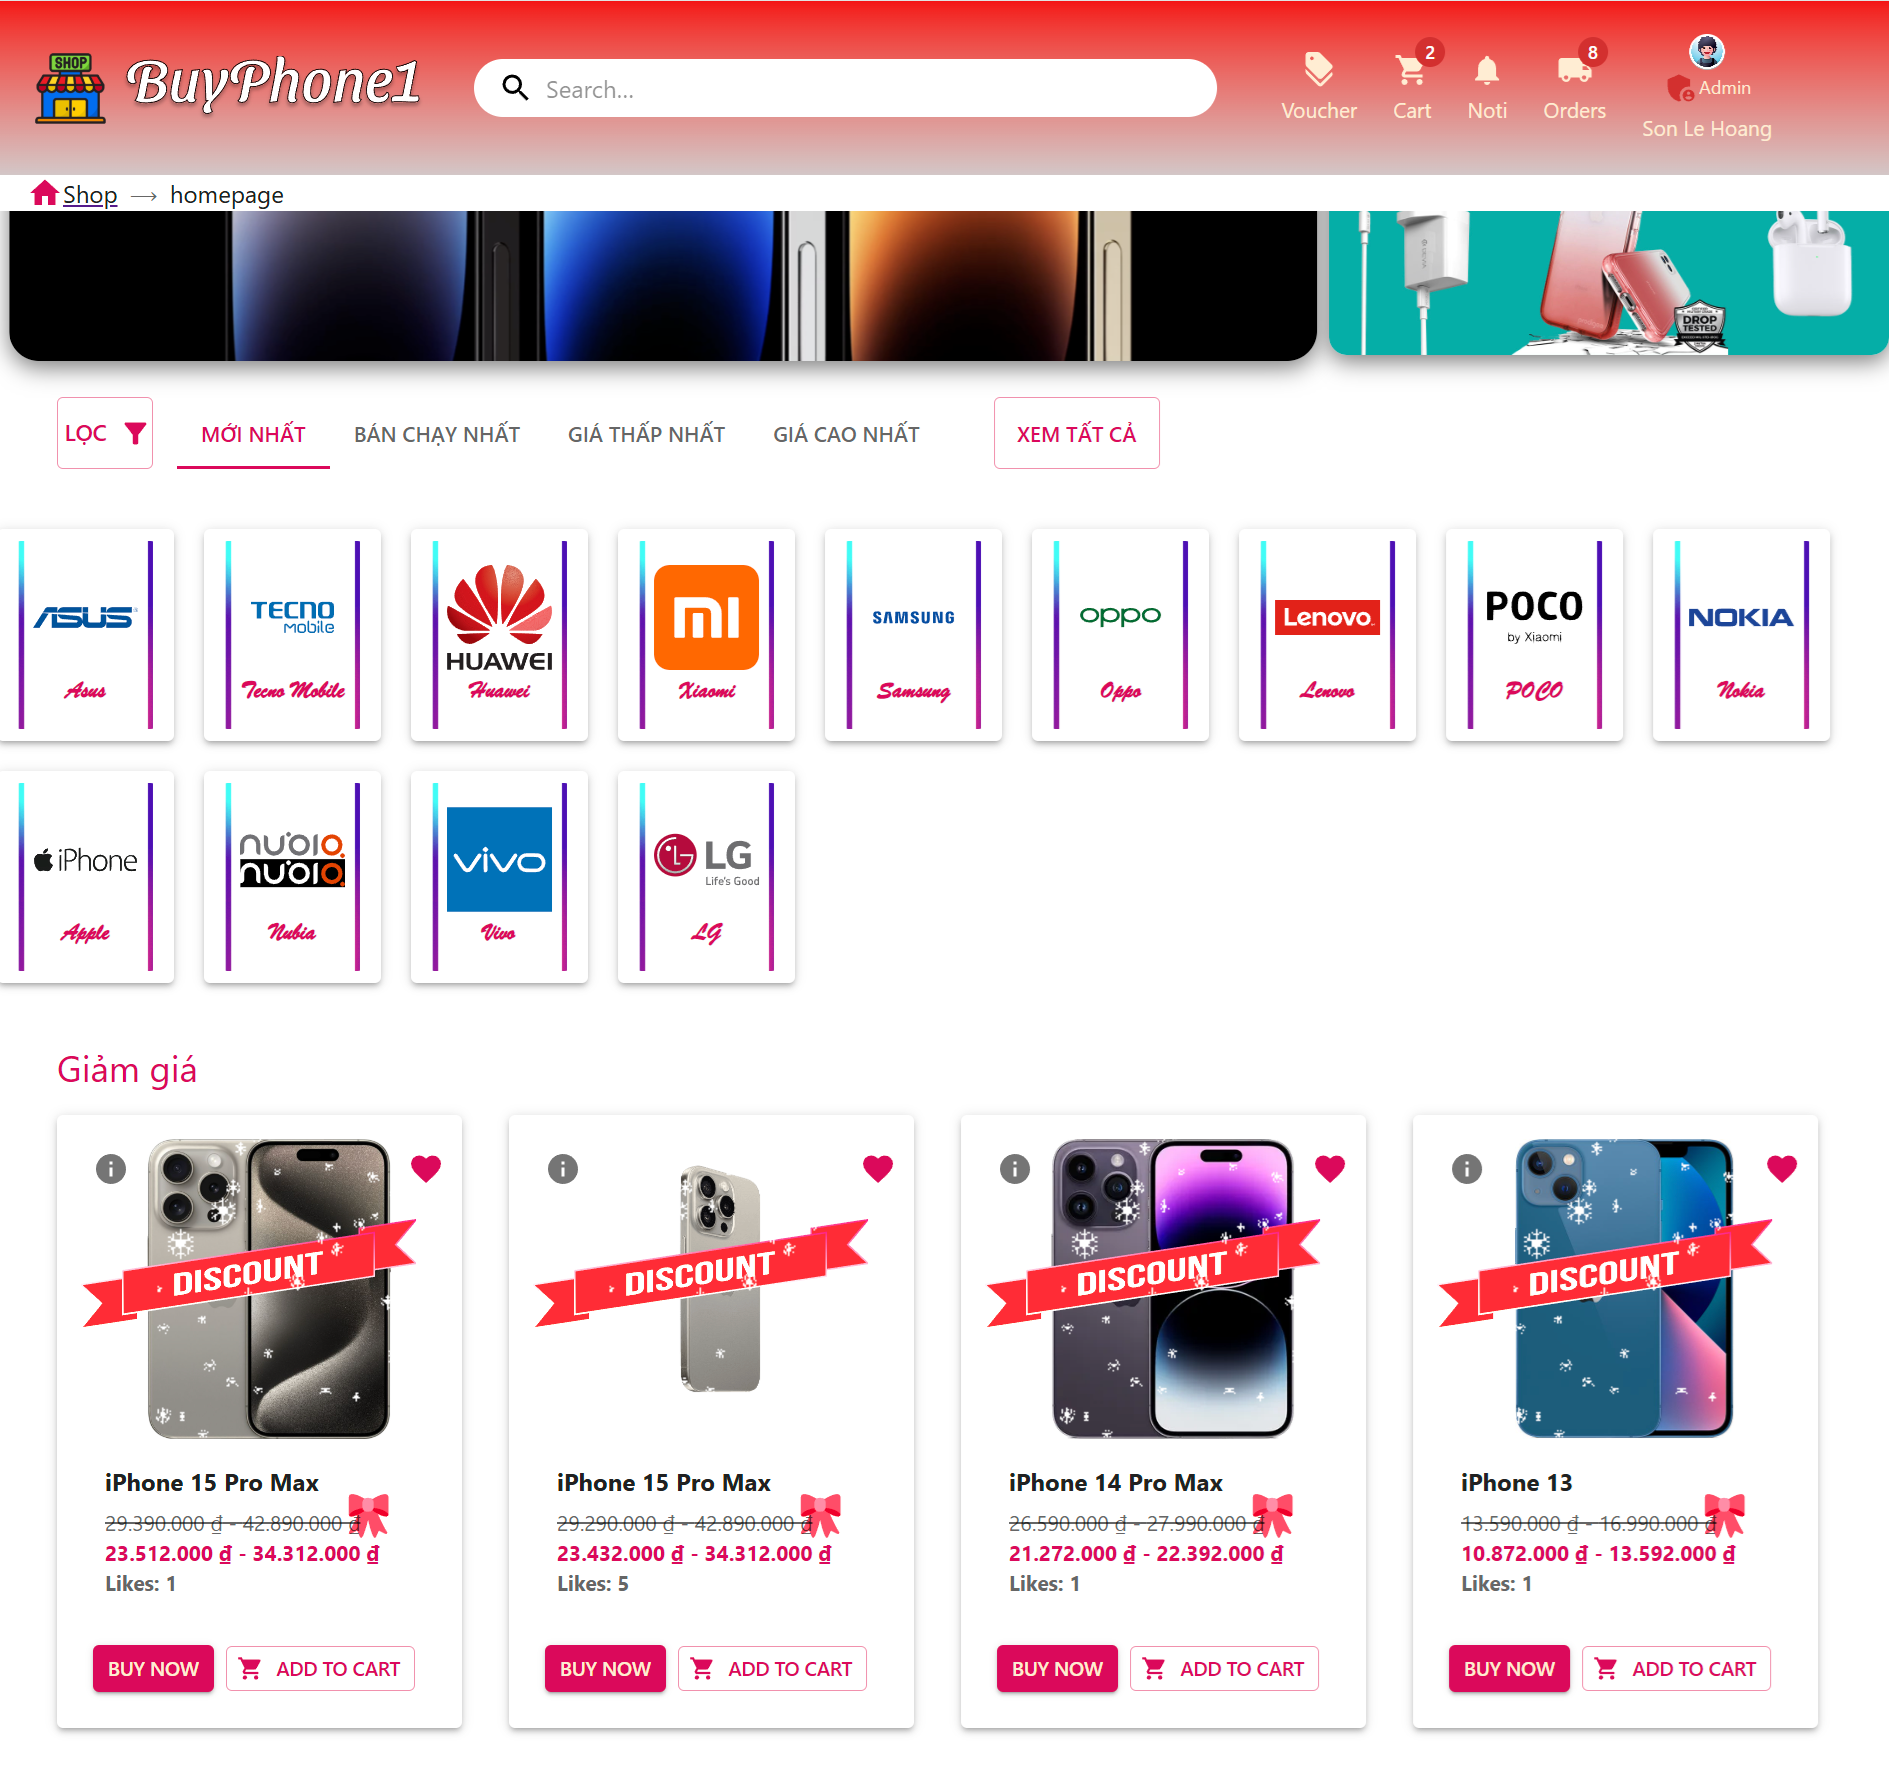 SHOP
BuyPhone1
Search...
2
8
Voucher
Cart
Noti
Orders
Admin
Son Le Hoang
Shop → homepage
DROP
TESTED
LỌC
MỚI NHẤT
BÁN CHẠY NHẤT
GIÁ THẤP NHẤT
GIÁ CAO NHẤT
XEM TẤT CẢ
ASUS
TECNO
mobile
HUAWEI
mi
SAMSUNG
oppo
Lenovo
POCO
by Xiaomi
NOKIA
Asus
Tecno Mobile
Huawei
Xiaomi
Samsung
Oppo
Lenovo
POCO
Nokia
iPhone
nubia
nubia
vivo
LG
Life's Good
Apple
Nubia
Vivo
LG
Giảm giá
DISCOUNT
iPhone 15 Pro Max
29.390.000 ₫ - 42.890.000 ₫
23.512.000 ₫ - 34.312.000 ₫
Likes: 1
BUY NOW
ADD TO CART
DISCOUNT
iPhone 15 Pro Max
29.290.000 ₫ - 42.890.000 ₫
23.432.000 ₫ - 34.312.000 ₫
Likes: 5
BUY NOW
ADD TO CART
DISCOUNT
iPhone 14 Pro Max
26.590.000 ₫ - 27.990.000 ₫
21.272.000 ₫ - 22.392.000 ₫
Likes: 1
BUY NOW
ADD TO CART
DISCOUNT
iPhone 13
13.590.000 ₫ - 16.990.000 ₫
10.872.000 ₫ - 13.592.000 ₫
Likes: 1
BUY NOW
ADD TO CART